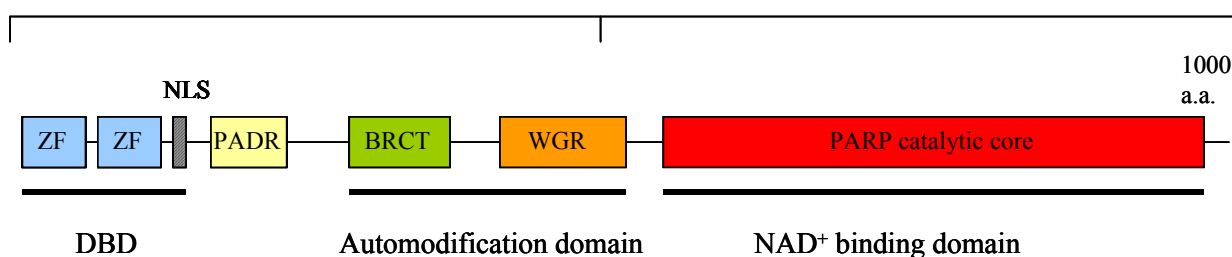 1000
a.a.
NLS
ZF ZF PADR BRCT WGR PARP catalytic core
DBD Automodification domain NAD⁺ binding domain